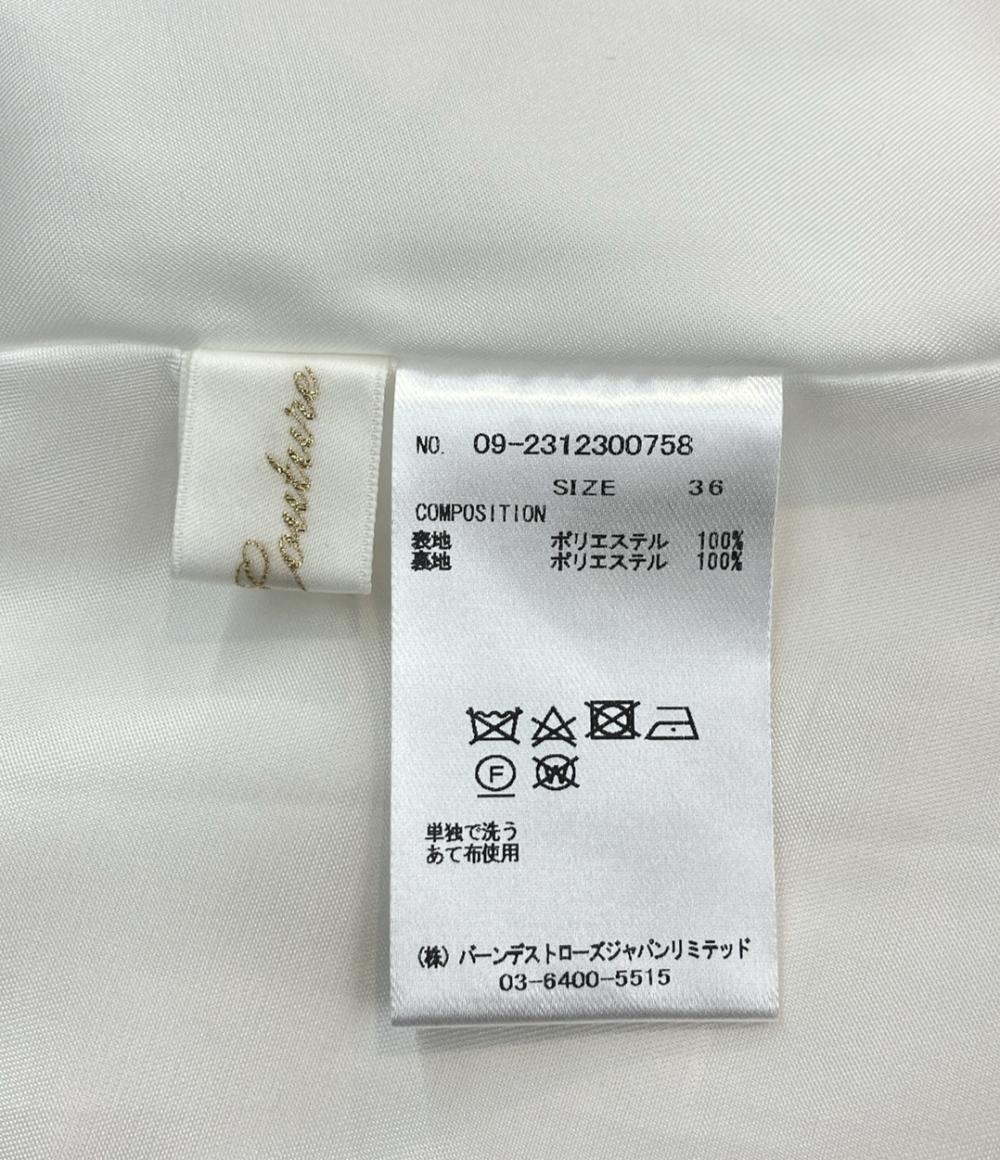 Couture
NO. 09-2312300758
SIZE 36
COMPOSITION
表地 ポリエステル 100%
裏地 ポリエステル 100%
F W
単独で洗う
あて布使用
(株) バーンデストローズジャパンリミテッド
03-6400-5515